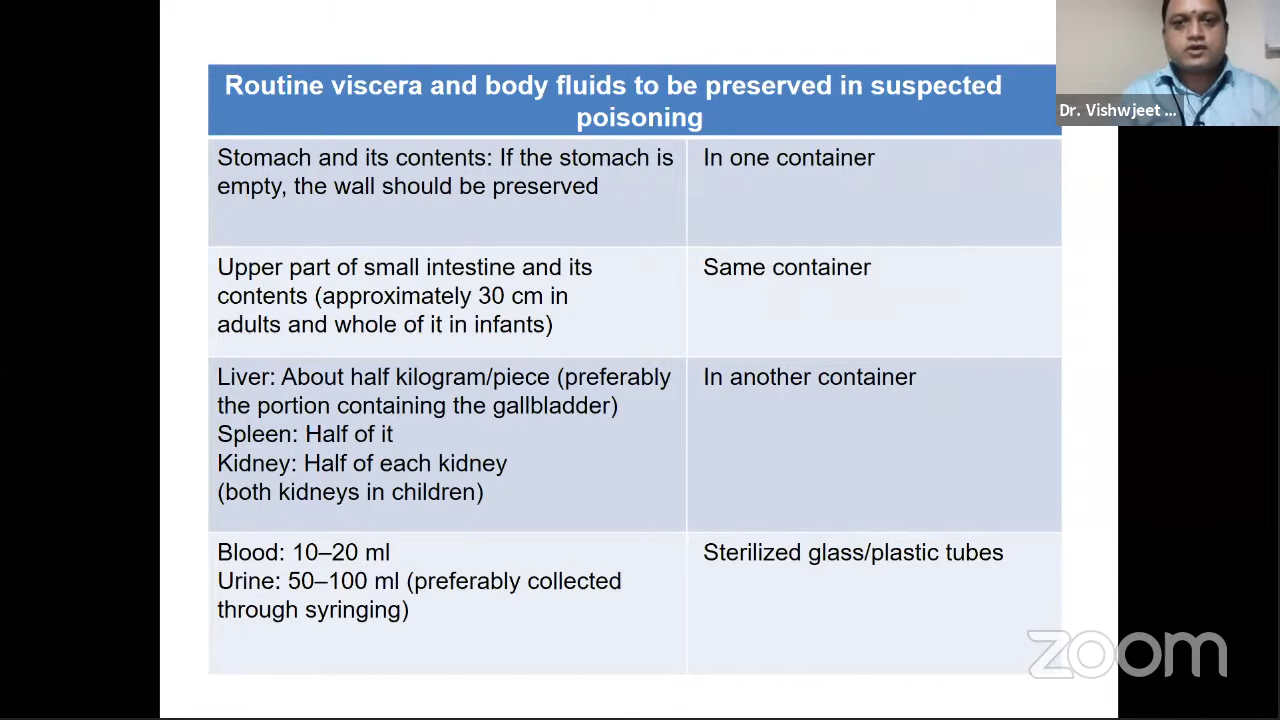 Routine viscera and body fluids to be preserved in suspected
poisoning
Dr. Vishwjeet ...
Stomach and its contents: If the stomach is
empty, the wall should be preserved
In one container
Upper part of small intestine and its
contents (approximately 30 cm in
adults and whole of it in infants)
Same container
Liver: About half kilogram/piece (preferably
the portion containing the gallbladder)
Spleen: Half of it
Kidney: Half of each kidney
(both kidneys in children)
In another container
Blood: 10–20 ml
Urine: 50–100 ml (preferably collected
through syringing)
Sterilized glass/plastic tubes
zoom